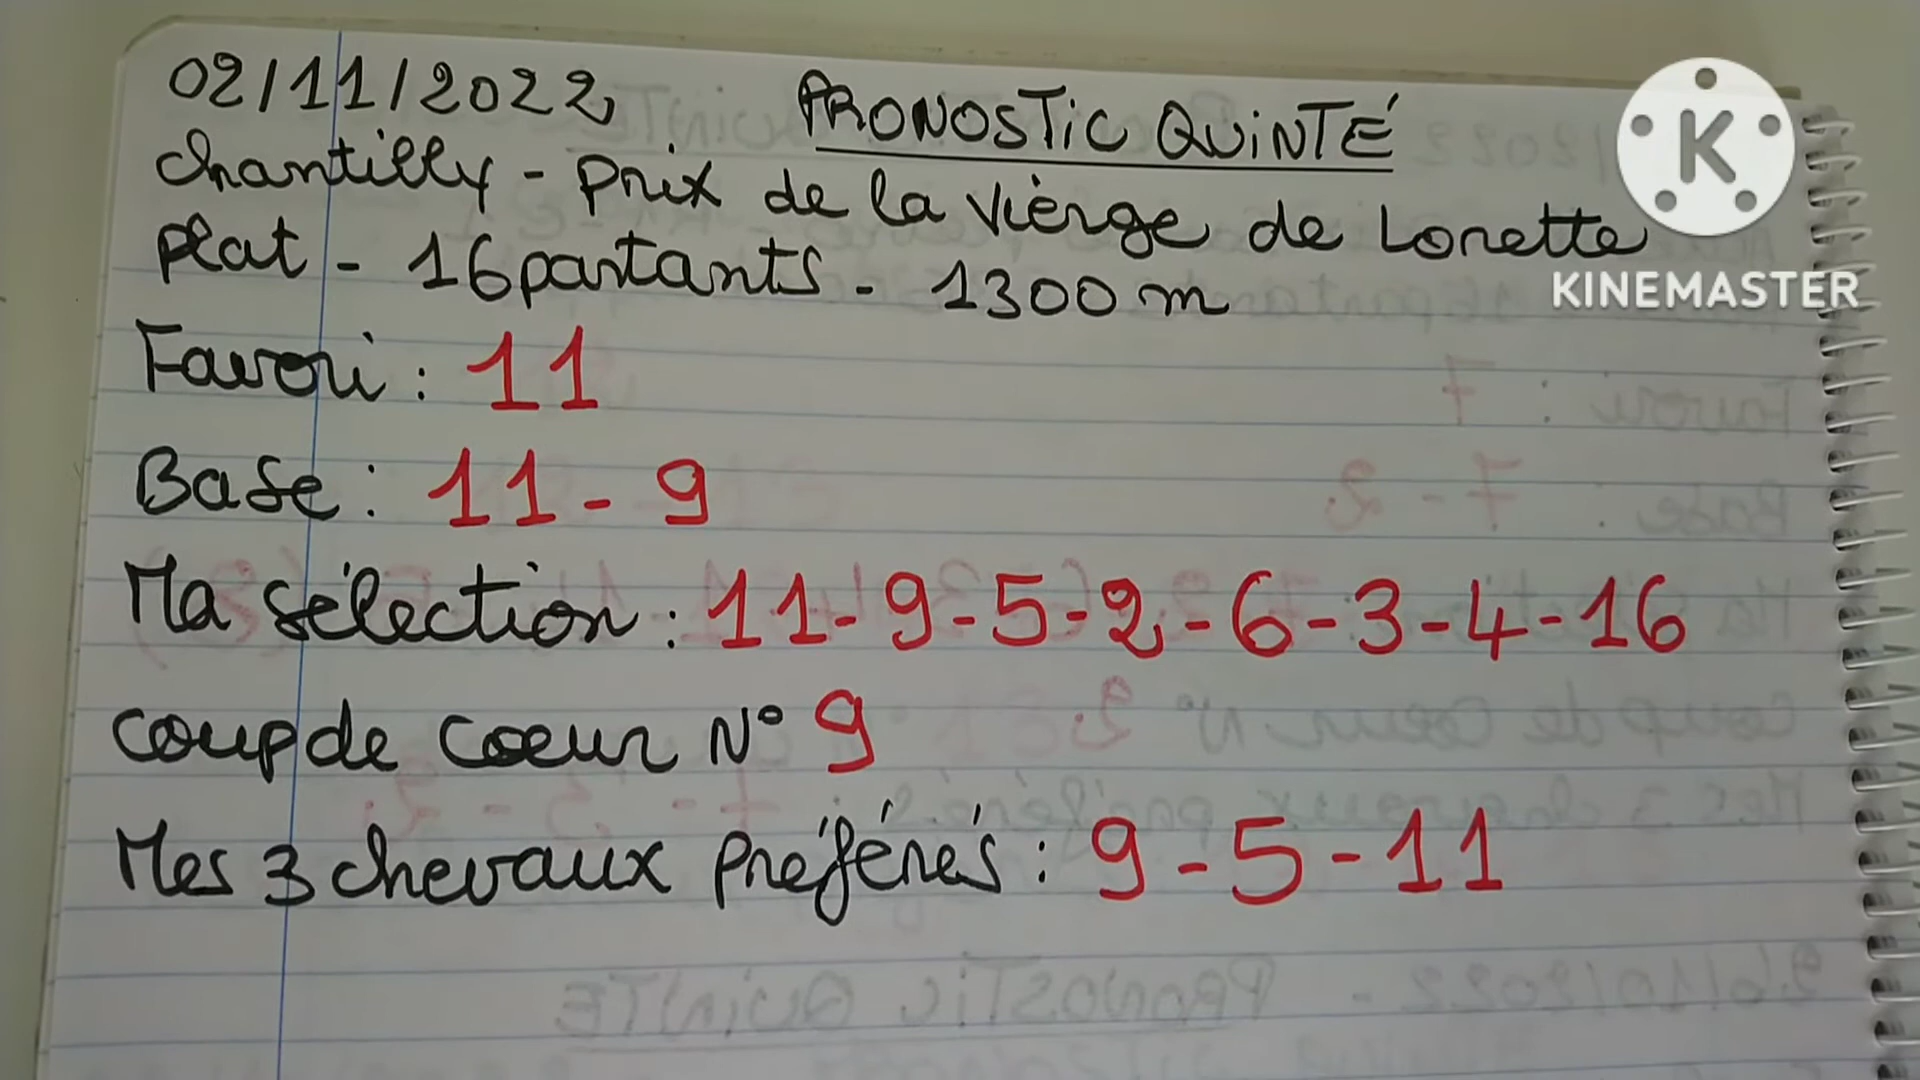 02/11/2022 PRONOSTiC QUiNTÉ
Chantilly - Prix de la Vièrge de Lorette
Plat - 16 partants - 1300 m
Favori : 11
Base : 11 - 9
Ma sélection : 11 - 9 - 5 - 2 - 6 - 3 - 4 - 16
coup de coeur N° 9
Mes 3 chevaux préférés : 9 - 5 - 11
K
KINEMASTER